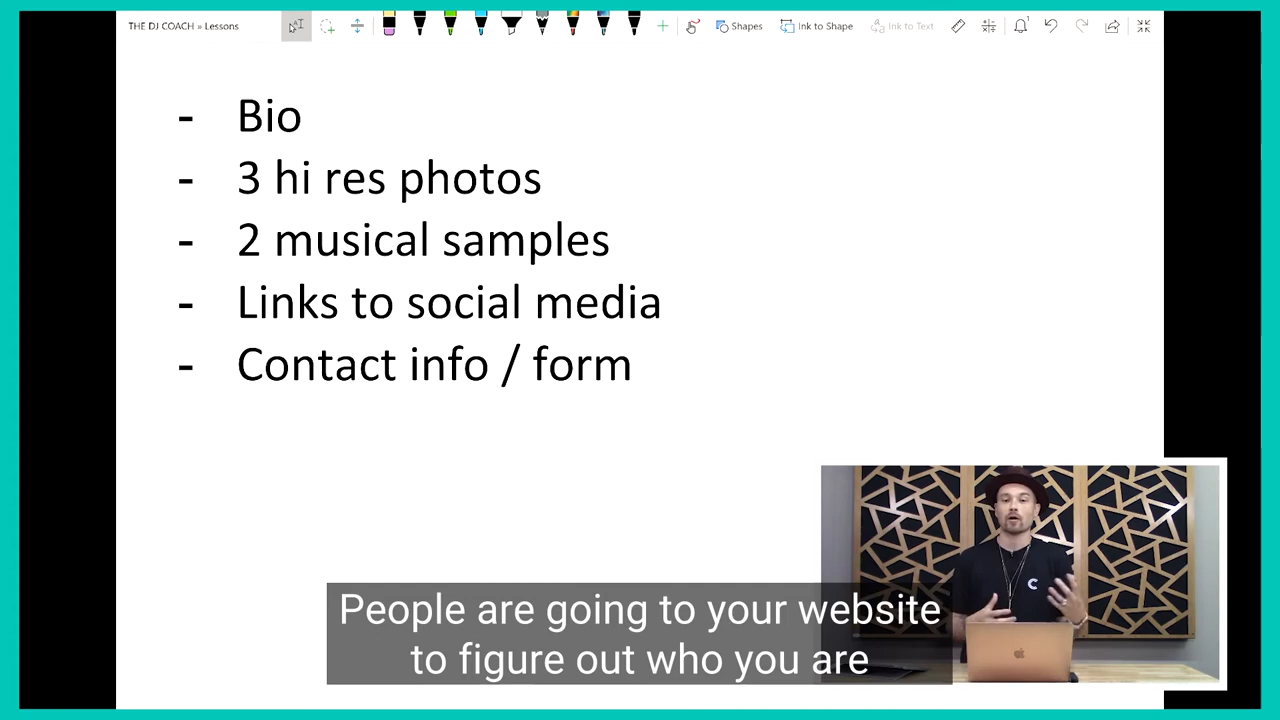 THE DJ COACH » Lessons
Shapes
Ink to Shape
Ink to Text
- Bio
- 3 hi res photos
- 2 musical samples
- Links to social media
- Contact info / form
C
People are going to your website
to figure out who you are